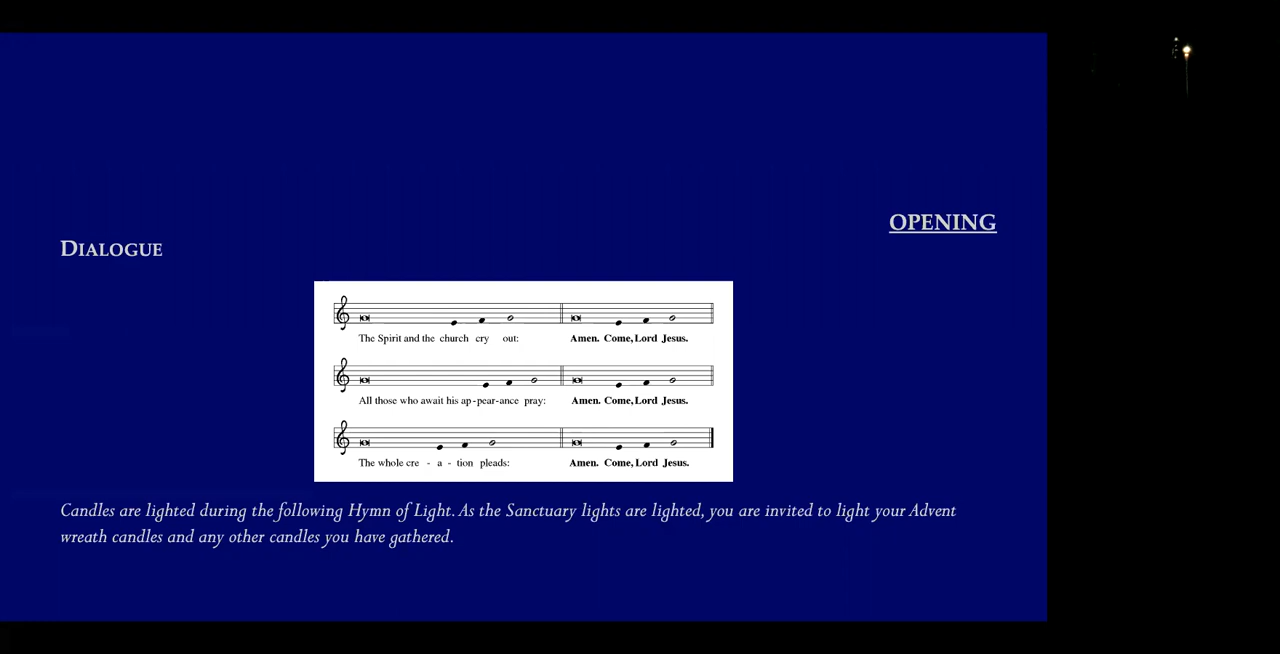 OPENING
DIALOGUE
The Spirit and the church cry out: Amen. Come, Lord Jesus.
All those who await his ap-pear-ance pray: Amen. Come, Lord Jesus.
The whole cre - a - tion pleads: Amen. Come, Lord Jesus.
Candles are lighted during the following Hymn of Light. As the Sanctuary lights are lighted, you are invited to light your Advent
wreath candles and any other candles you have gathered.